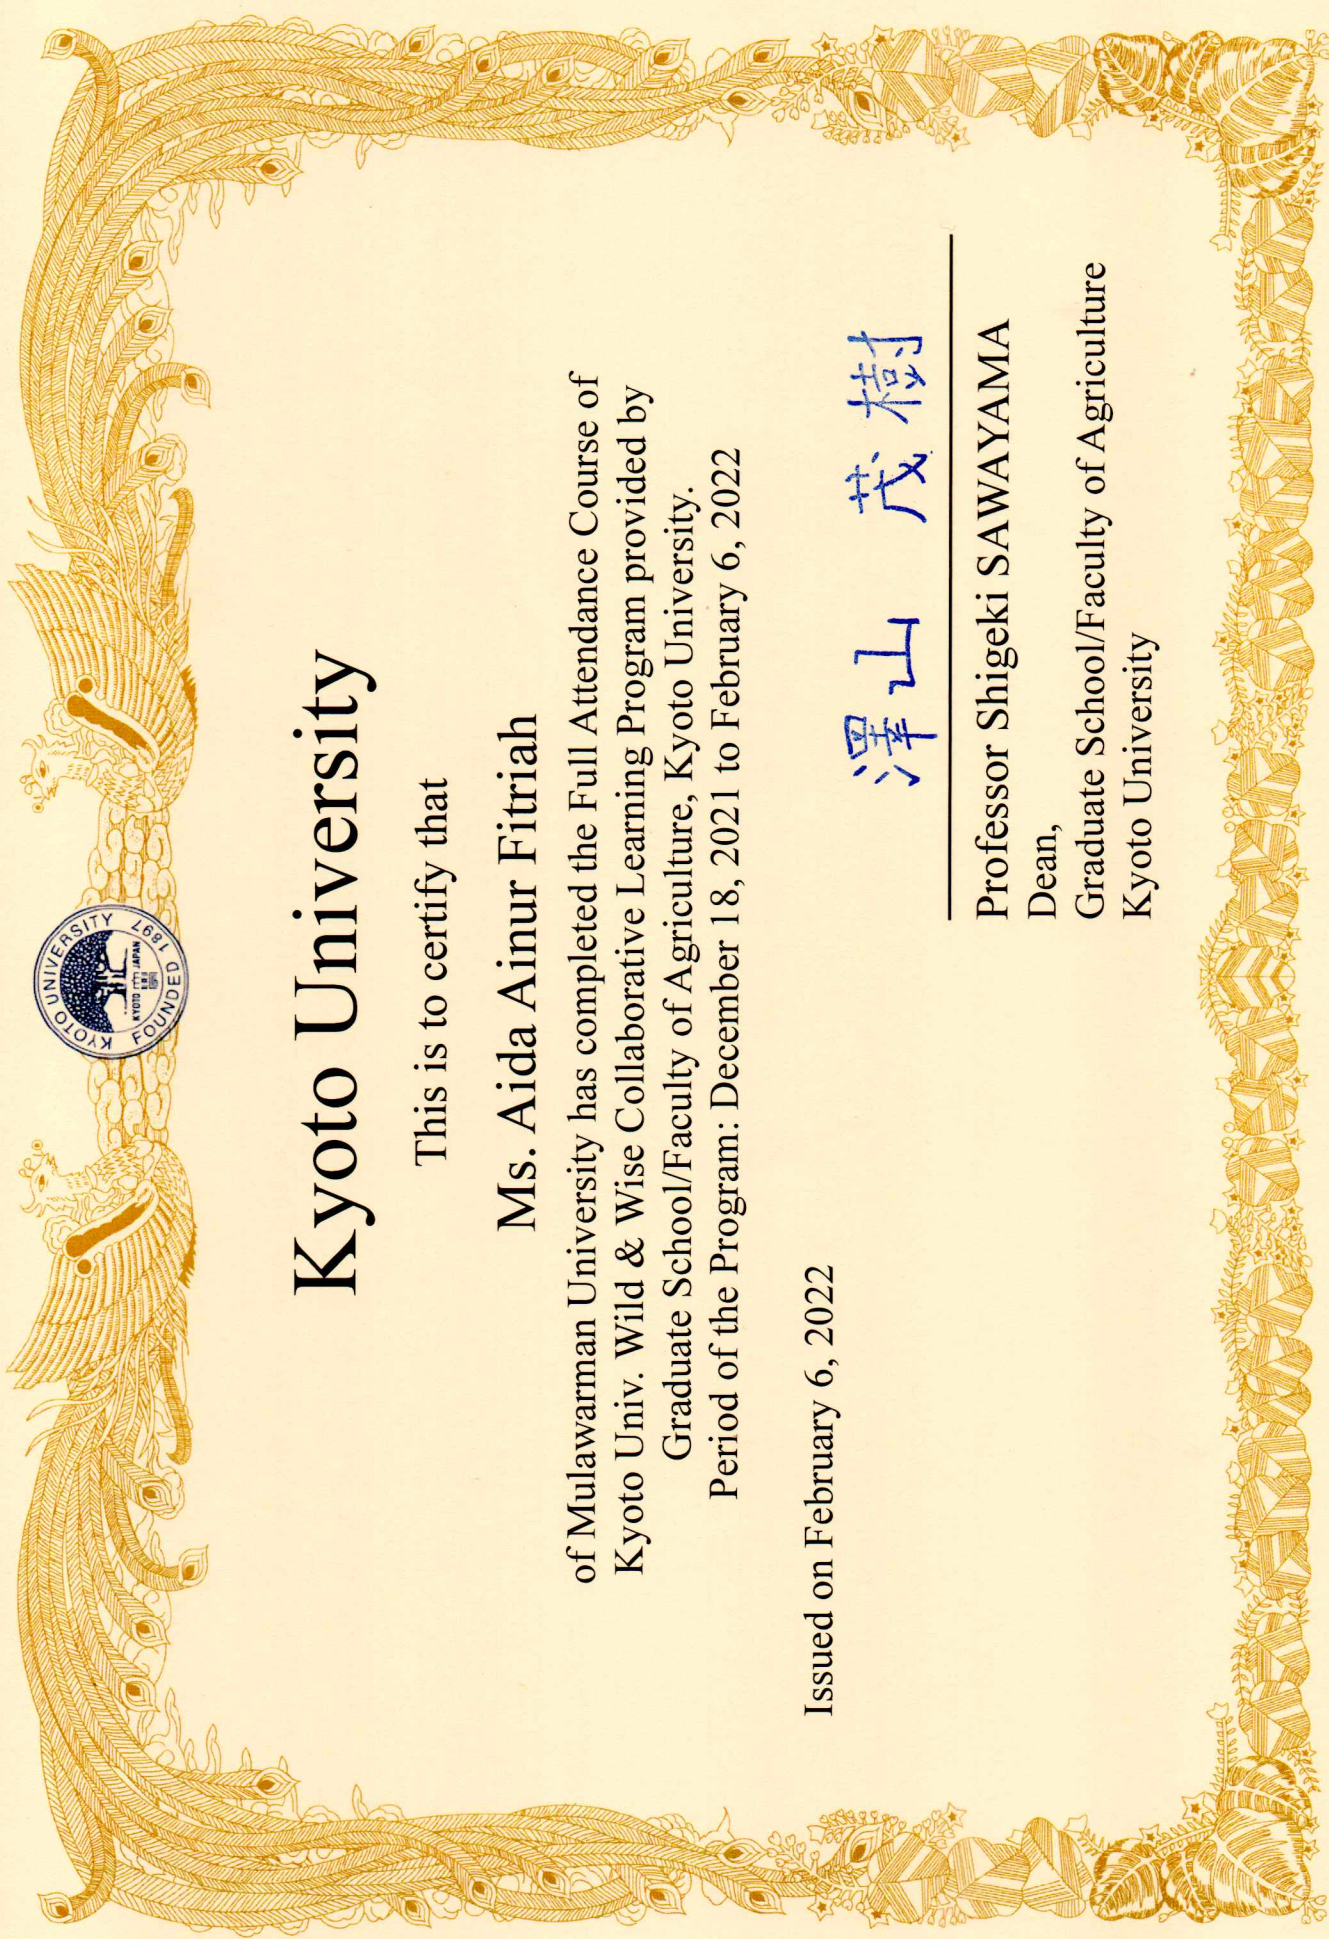 KYOTO UNIVERSITY
FOUNDED 1897
KYOTO JAPAN
Kyoto University
This is to certify that
Ms. Aida Ainur Fitriah
of Mulawarman University has completed the Full Attendance Course of
Kyoto Univ. Wild & Wise Collaborative Learning Program provided by
Graduate School/Faculty of Agriculture, Kyoto University.
Period of the Program: December 18, 2021 to February 6, 2022
Issued on February 6, 2022
澤山 茂樹
Professor Shigeki SAWAYAMA
Dean,
Graduate School/Faculty of Agriculture
Kyoto University